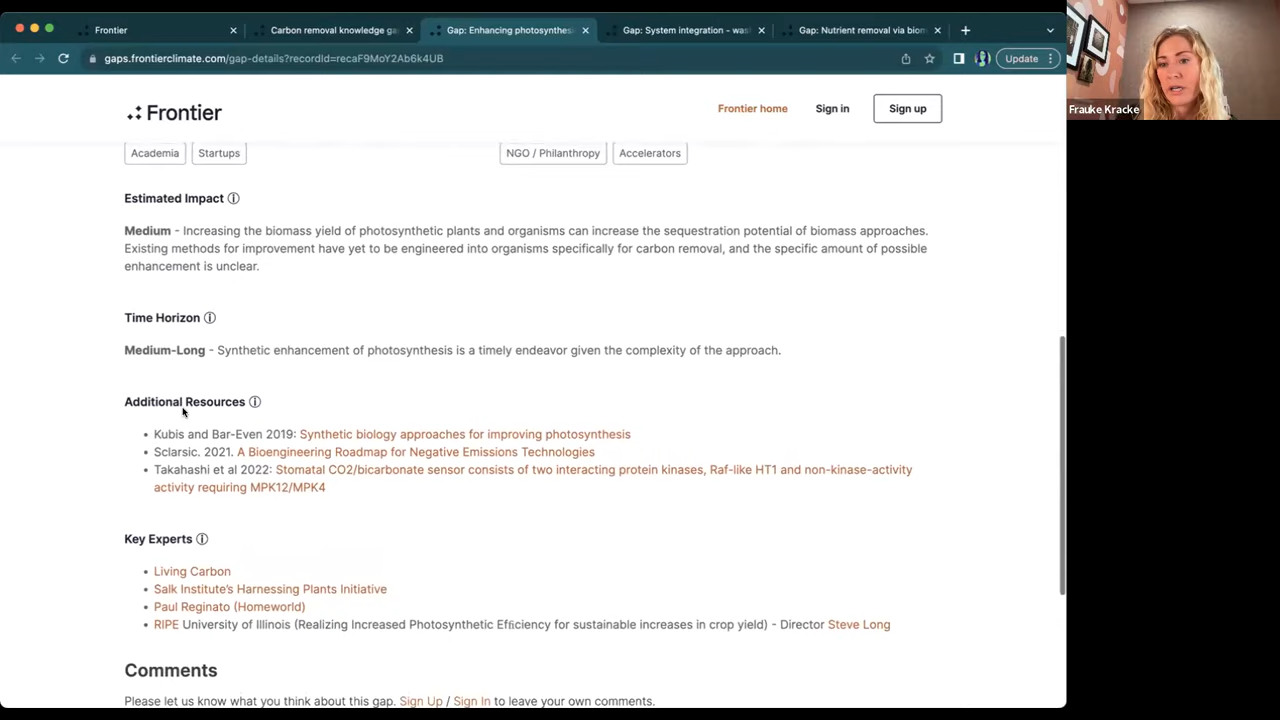 Frontier
Carbon removal knowledge ga
Gap: Enhancing photosynthes
Gap: System integration - was
Gap: Nutrient removal via biom
gaps.frontierclimate.com/gap-details?recordId=recaF9MoY2Ab6k4UB
Update
Frauke Kracke
Frontier
Frontier home
Sign in
Sign up
Academia
Startups
NGO / Philanthropy
Accelerators
Estimated Impact
Medium - Increasing the biomass yield of photosynthetic plants and organisms can increase the sequestration potential of biomass approaches.
Existing methods for improvement have yet to be engineered into organisms specifically for carbon removal, and the specific amount of possible
enhancement is unclear.
Time Horizon
Medium-Long - Synthetic enhancement of photosynthesis is a timely endeavor given the complexity of the approach.
Additional Resources
• Kubis and Bar-Even 2019: Synthetic biology approaches for improving photosynthesis
• Sclarsic. 2021. A Bioengineering Roadmap for Negative Emissions Technologies
• Takahashi et al 2022: Stomatal CO2/bicarbonate sensor consists of two interacting protein kinases, Raf-like HT1 and non-kinase-activity
activity requiring MPK12/MPK4
Key Experts
• Living Carbon
• Salk Institute's Harnessing Plants Initiative
• Paul Reginato (Homeworld)
• RIPE University of Illinois (Realizing Increased Photosynthetic Efficiency for sustainable increases in crop yield) - Director Steve Long
Comments
Please let us know what you think about this gap. Sign Up / Sign In to leave your own comments.